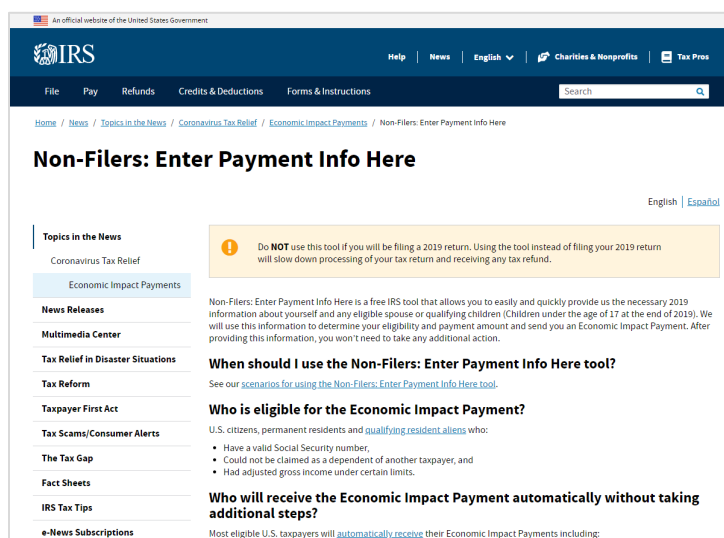 An official website of the United States Government
IRS
Help News English Charities & Nonprofits Tax Pros
File Pay Refunds Credits & Deductions Forms & Instructions Search
Home / News / Topics in the News / Coronavirus Tax Relief / Economic Impact Payments / Non-Filers: Enter Payment Info Here
Non-Filers: Enter Payment Info Here
English Español
Topics in the News
Coronavirus Tax Relief
Economic Impact Payments
News Releases
Multimedia Center
Tax Relief in Disaster Situations
Tax Reform
Taxpayer First Act
Tax Scams/Consumer Alerts
The Tax Gap
Fact Sheets
IRS Tax Tips
e-News Subscriptions
Do NOT use this tool if you will be filing a 2019 return. Using the tool instead of filing your 2019 return
will slow down processing of your tax return and receiving any tax refund.
Non-Filers: Enter Payment Info Here is a free IRS tool that allows you to easily and quickly provide us the necessary 2019
information about yourself and any eligible spouse or qualifying children (Children under the age of 17 at the end of 2019). We
will use this information to determine your eligibility and payment amount and send you an Economic Impact Payment. After
providing this information, you won't need to take any additional action.
When should I use the Non-Filers: Enter Payment Info Here tool?
See our scenarios for using the Non-Filers: Enter Payment Info Here tool.
Who is eligible for the Economic Impact Payment?
U.S. citizens, permanent residents and qualifying resident aliens who:
• Have a valid Social Security number,
• Could not be claimed as a dependent of another taxpayer, and
• Had adjusted gross income under certain limits.
Who will receive the Economic Impact Payment automatically without taking
additional steps?
Most eligible U.S. taxpayers will automatically receive their Economic Impact Payments including: